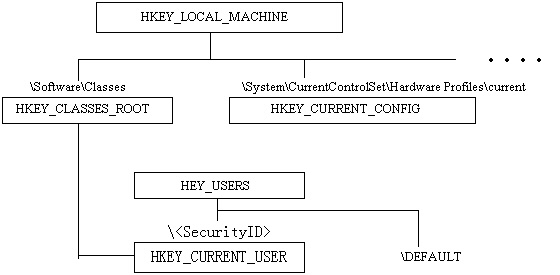 HKEY_LOCAL_MACHINE
\Software\Classes
\System\CurrentControlSet\Hardware Profiles\current
HKEY_CLASSES_ROOT
HKEY_CURRENT_CONFIG
HEY_USERS
\<SecurityID>
HKEY_CURRENT_USER
\DEFAULT